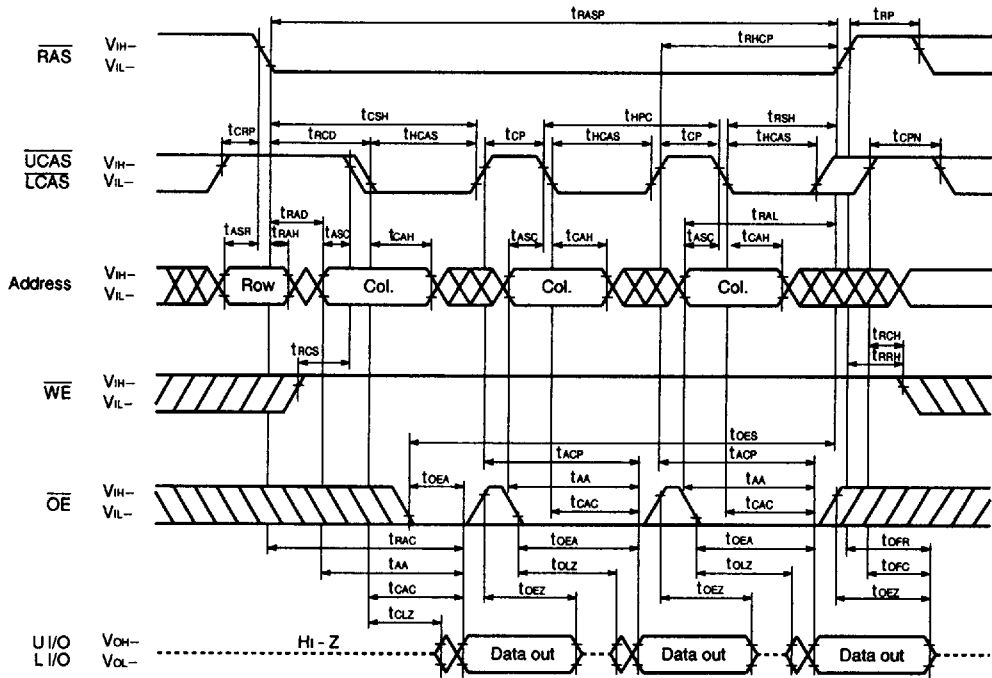 tRASP
tRP
tRHCP
RAS
VIH–
VIL–
tCSH
tHPC
tRSH
tCRP
tRCD
tHCAS
tCP
tHCAS
tCP
tHCAS
tCPN
UCAS
LCAS
VIH–
VIL–
tRAD
tRAL
tASR
tRAH
tASC
tCAH
tASC
tCAH
tASC
tCAH
Address
VIH–
VIL–
Row
Col.
Col.
Col.
tRCS
tRCH
tRRH
WE
VIH–
VIL–
tOES
tACP
tACP
tOEA
tAA
tAA
tCAC
tCAC
OE
VIH–
VIL–
tRAC
tOEA
tOEA
tOFR
tAA
tOLZ
tOLZ
tOFC
tCAC
tOEZ
tOEZ
tOEZ
tCLZ
U I/O
L I/O
VOH–
VOL–
Hi - Z
Data out
Data out
Data out